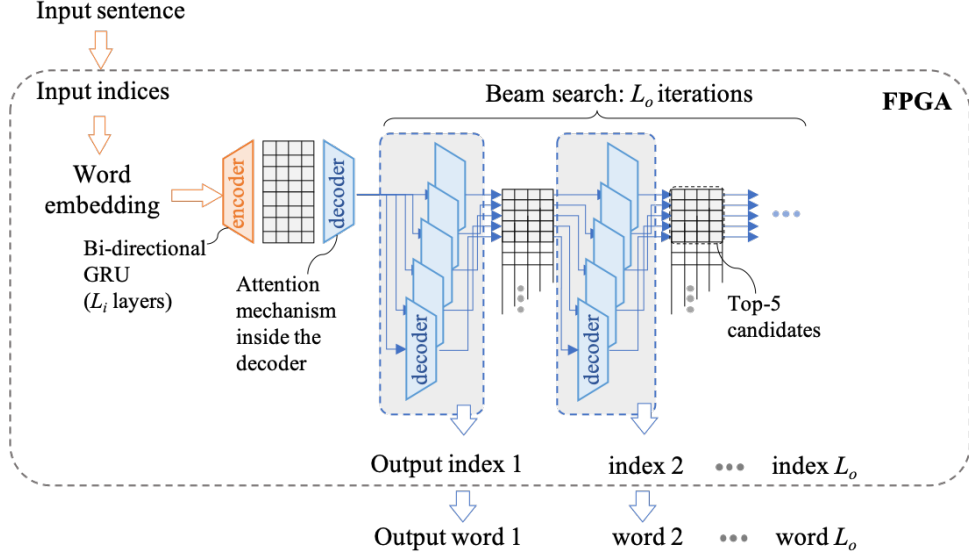 Input sentence
Input indices
Beam search: Lo iterations
FPGA
Word
embedding
encoder
decoder
Bi-directional
GRU
(Li layers)
Attention
mechanism
inside the
decoder
decoder
decoder
Top-5
candidates
Output index 1
index 2
index Lo
Output word 1
word 2
word Lo